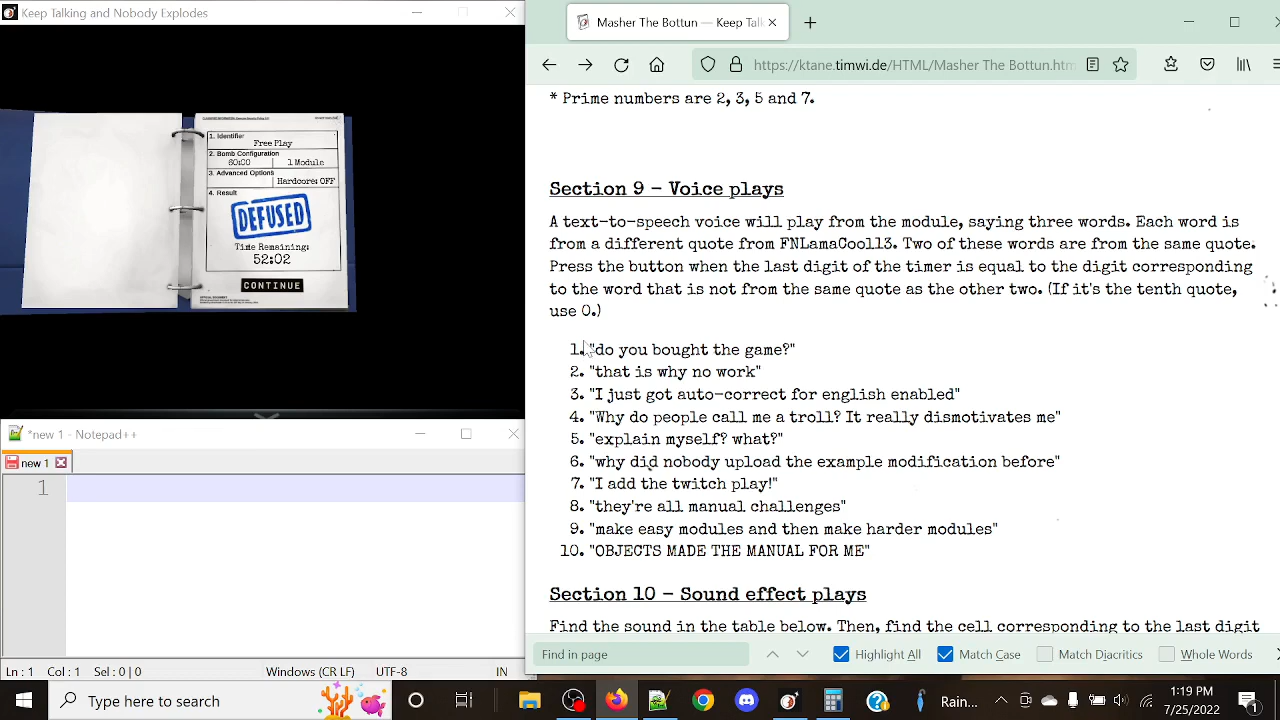 Keep Talking and Nobody Explodes
1. Identifier
Free Play
2. Bomb Configuration
60:00 1 Module
3. Advanced Options
Hardcore: OFF
4. Result
DEFUSED
Time Remaining:
52:02
CONTINUE
*new 1 - Notepad++
new 1
1
Ln : 1 Col : 1 Sel : 0 | 0 Windows (CR LF) UTF-8 IN
Masher The Bottun — Keep Talki
https://ktane.timwi.de/HTML/Masher The Bottun.htm
* Prime numbers are 2, 3, 5 and 7.
Section 9 – Voice plays
A text-to-speech voice will play from the module, saying three words. Each word is
from a different quote from FNLamaCool13. Two of these words are from the same quote.
Press the button when the last digit of the timer is equal to the digit corresponding
to the word that is not from the same quote as the other two. (If it's the tenth quote,
use 0.)
1. "do you bought the game?"
2. "that is why no work"
3. "I just got auto-correct for english enabled"
4. "Why do people call me a troll? It really dismotivates me"
5. "explain myself? what?"
6. "why did nobody upload the example modification before"
7. "I add the twitch play!"
8. "they're all manual challenges"
9. "make easy modules and then make harder modules"
10. "OBJECTS MADE THE MANUAL FOR ME"
Section 10 – Sound effect plays
Find the sound in the table below. Then, find the cell corresponding to the last digit
Find in page Highlight All Match Case Match Diacritics Whole Words
Type here to search
Rain...
1:19 PM
7/25/2022